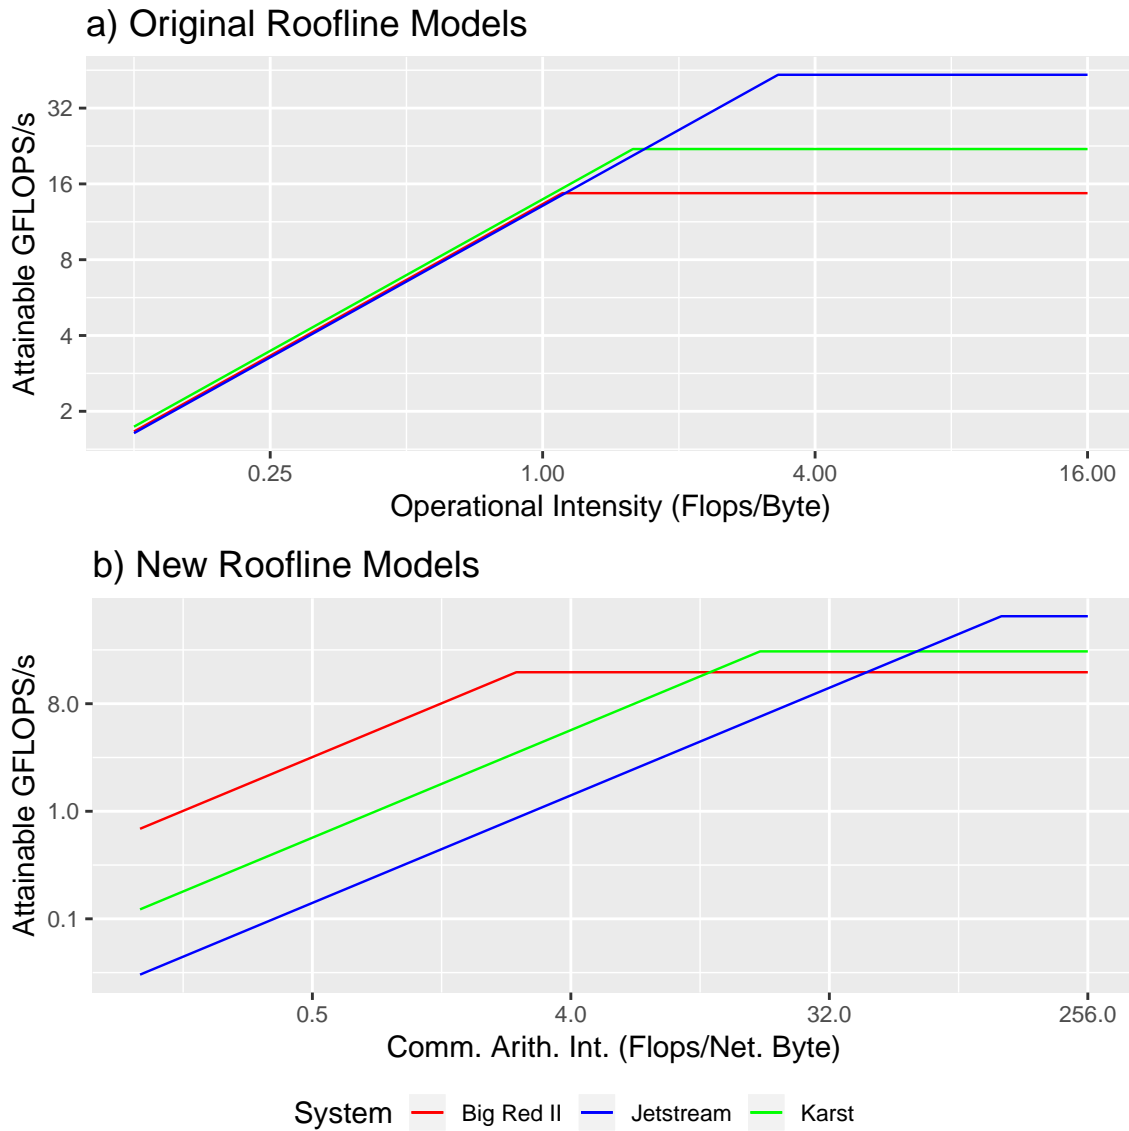 a) Original Roofline Models
Attainable GFLOPS/s
32
16
8
4
2
0.25 1.00 4.00 16.00
Operational Intensity (Flops/Byte)
b) New Roofline Models
Attainable GFLOPS/s
8.0
1.0
0.1
0.5 4.0 32.0 256.0
Comm. Arith. Int. (Flops/Net. Byte)
System Big Red II Jetstream Karst